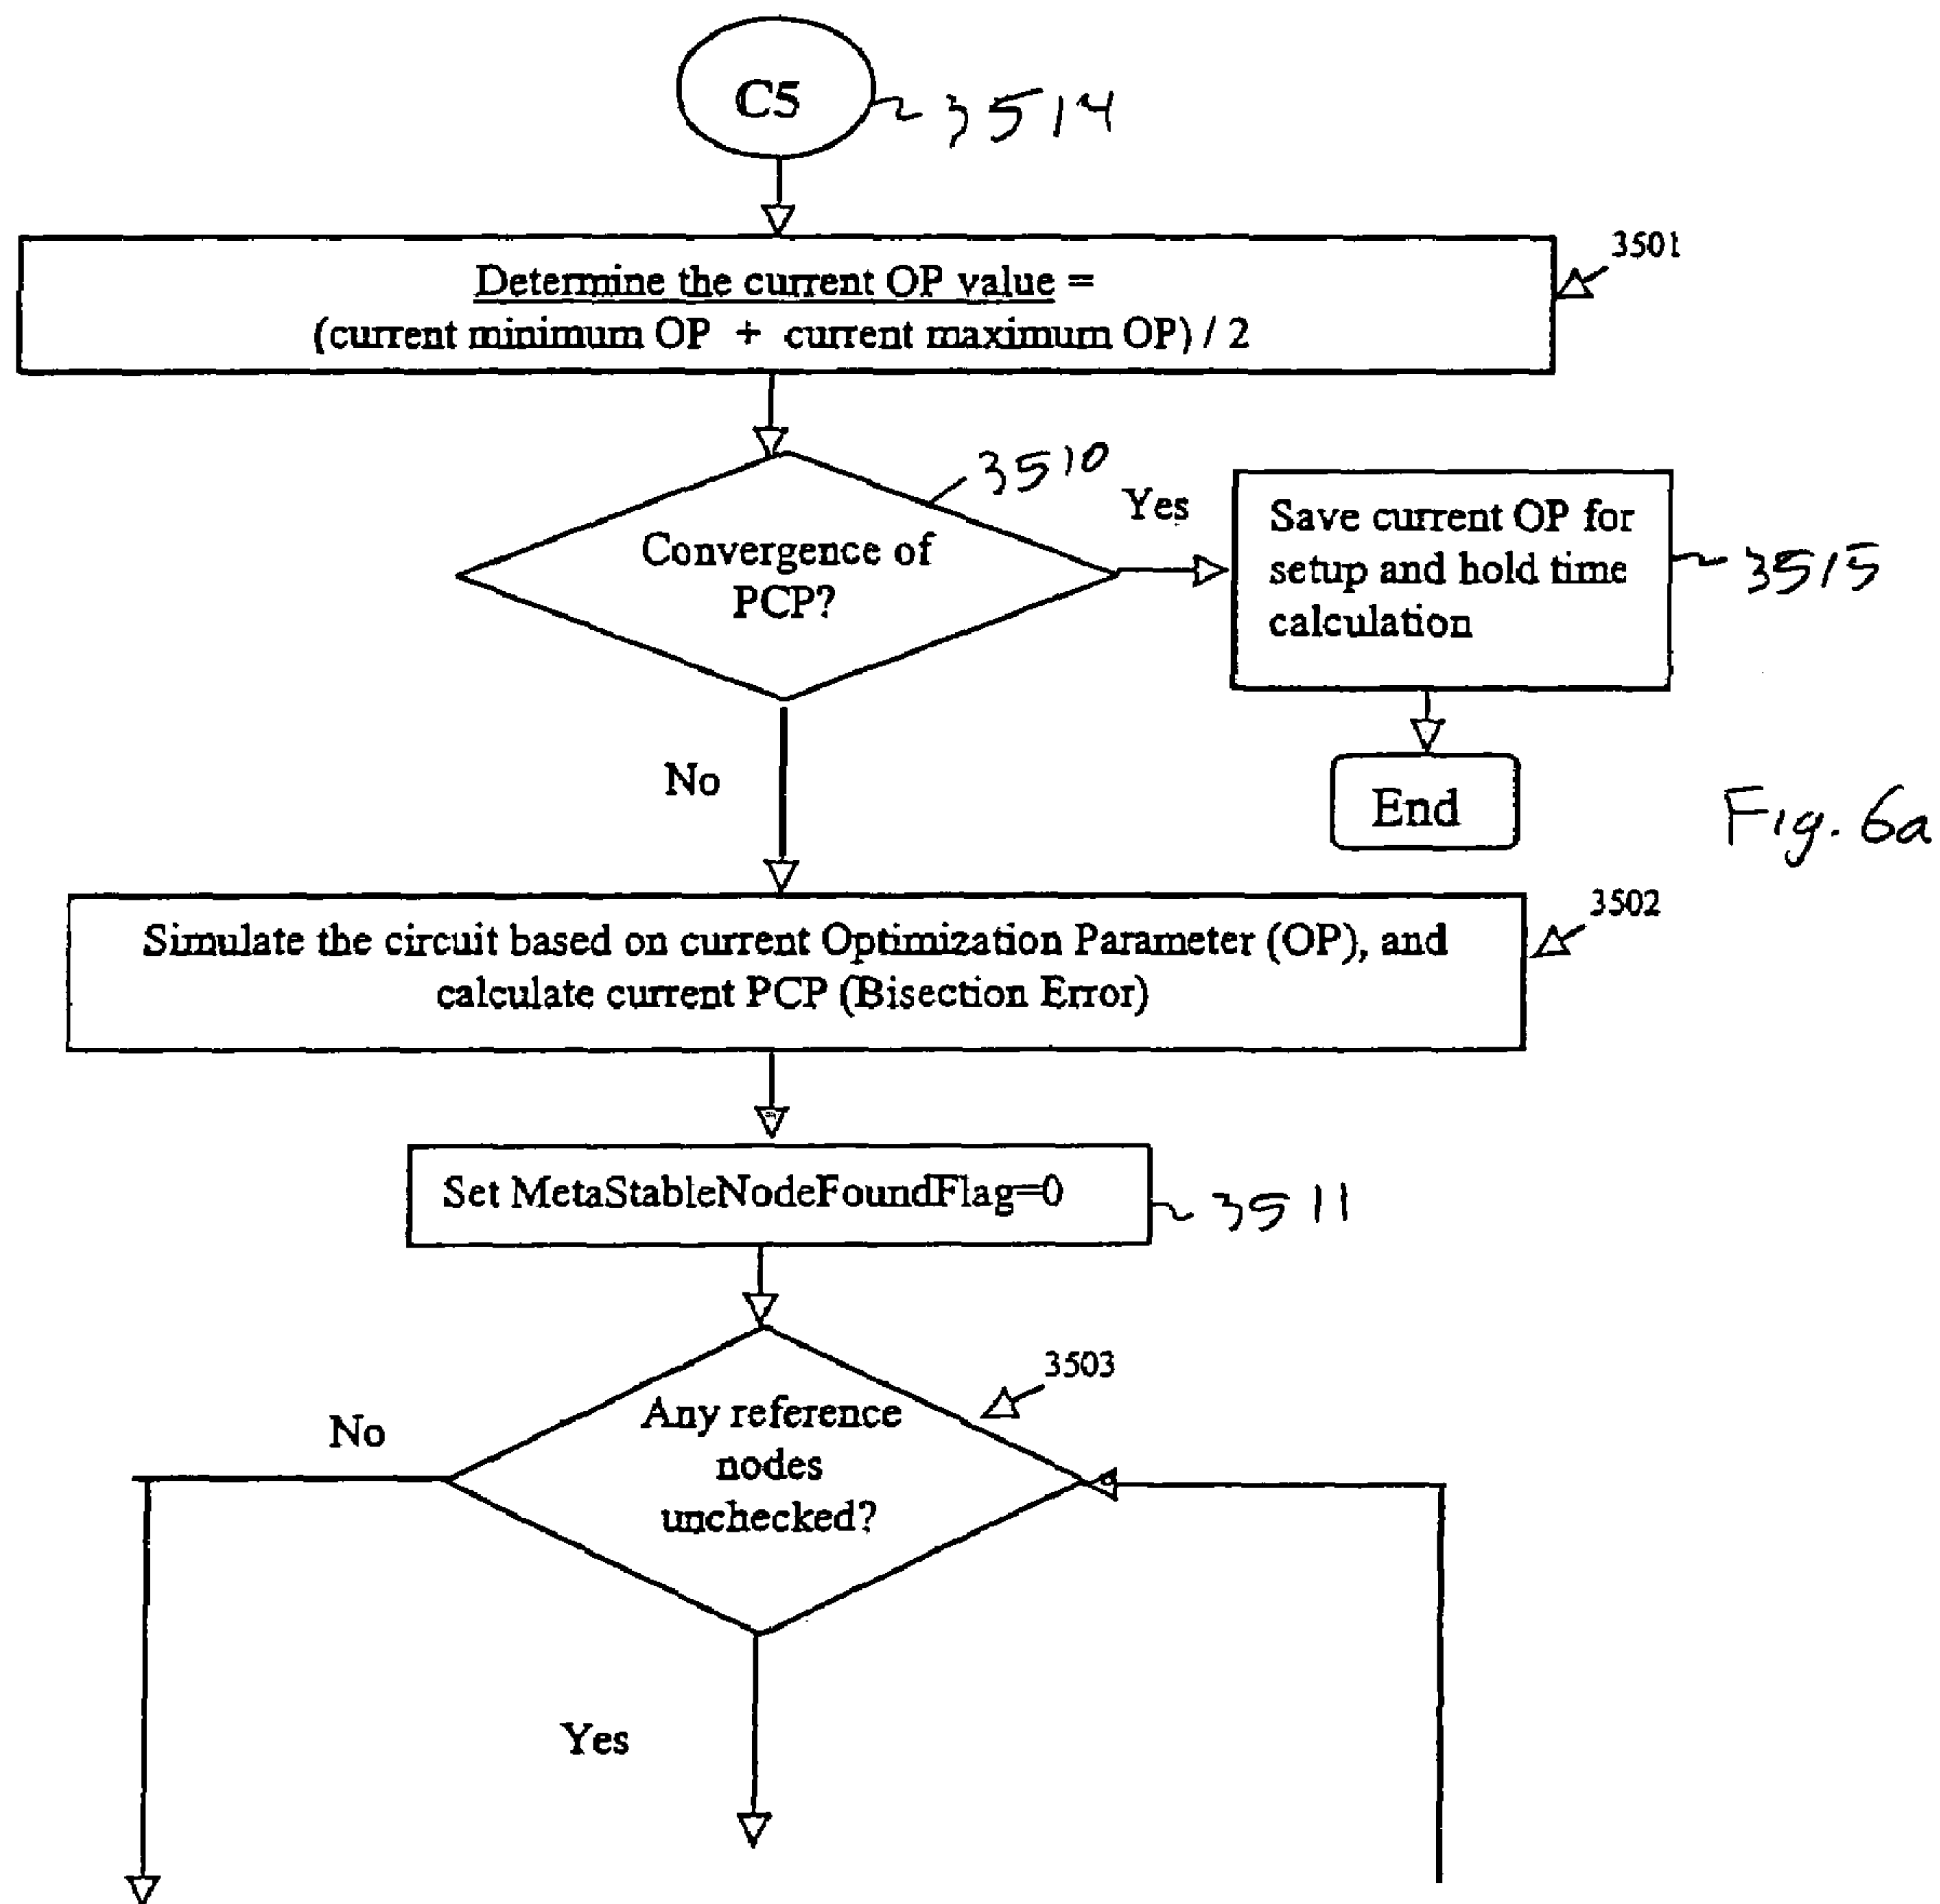 C5
3514
3501
Determine the current OP value =
(current minimum OP + current maximum OP) / 2
3510
Convergence of
PCP?
Yes
Save current OP for
setup and hold time
calculation
3515
No
End
Fig. 6a
3502
Simulate the circuit based on current Optimization Parameter (OP), and
calculate current PCP (Bisection Error)
Set MetaStableNodeFoundFlag=0
3511
3503
No
Any reference
nodes
unchecked?
Yes